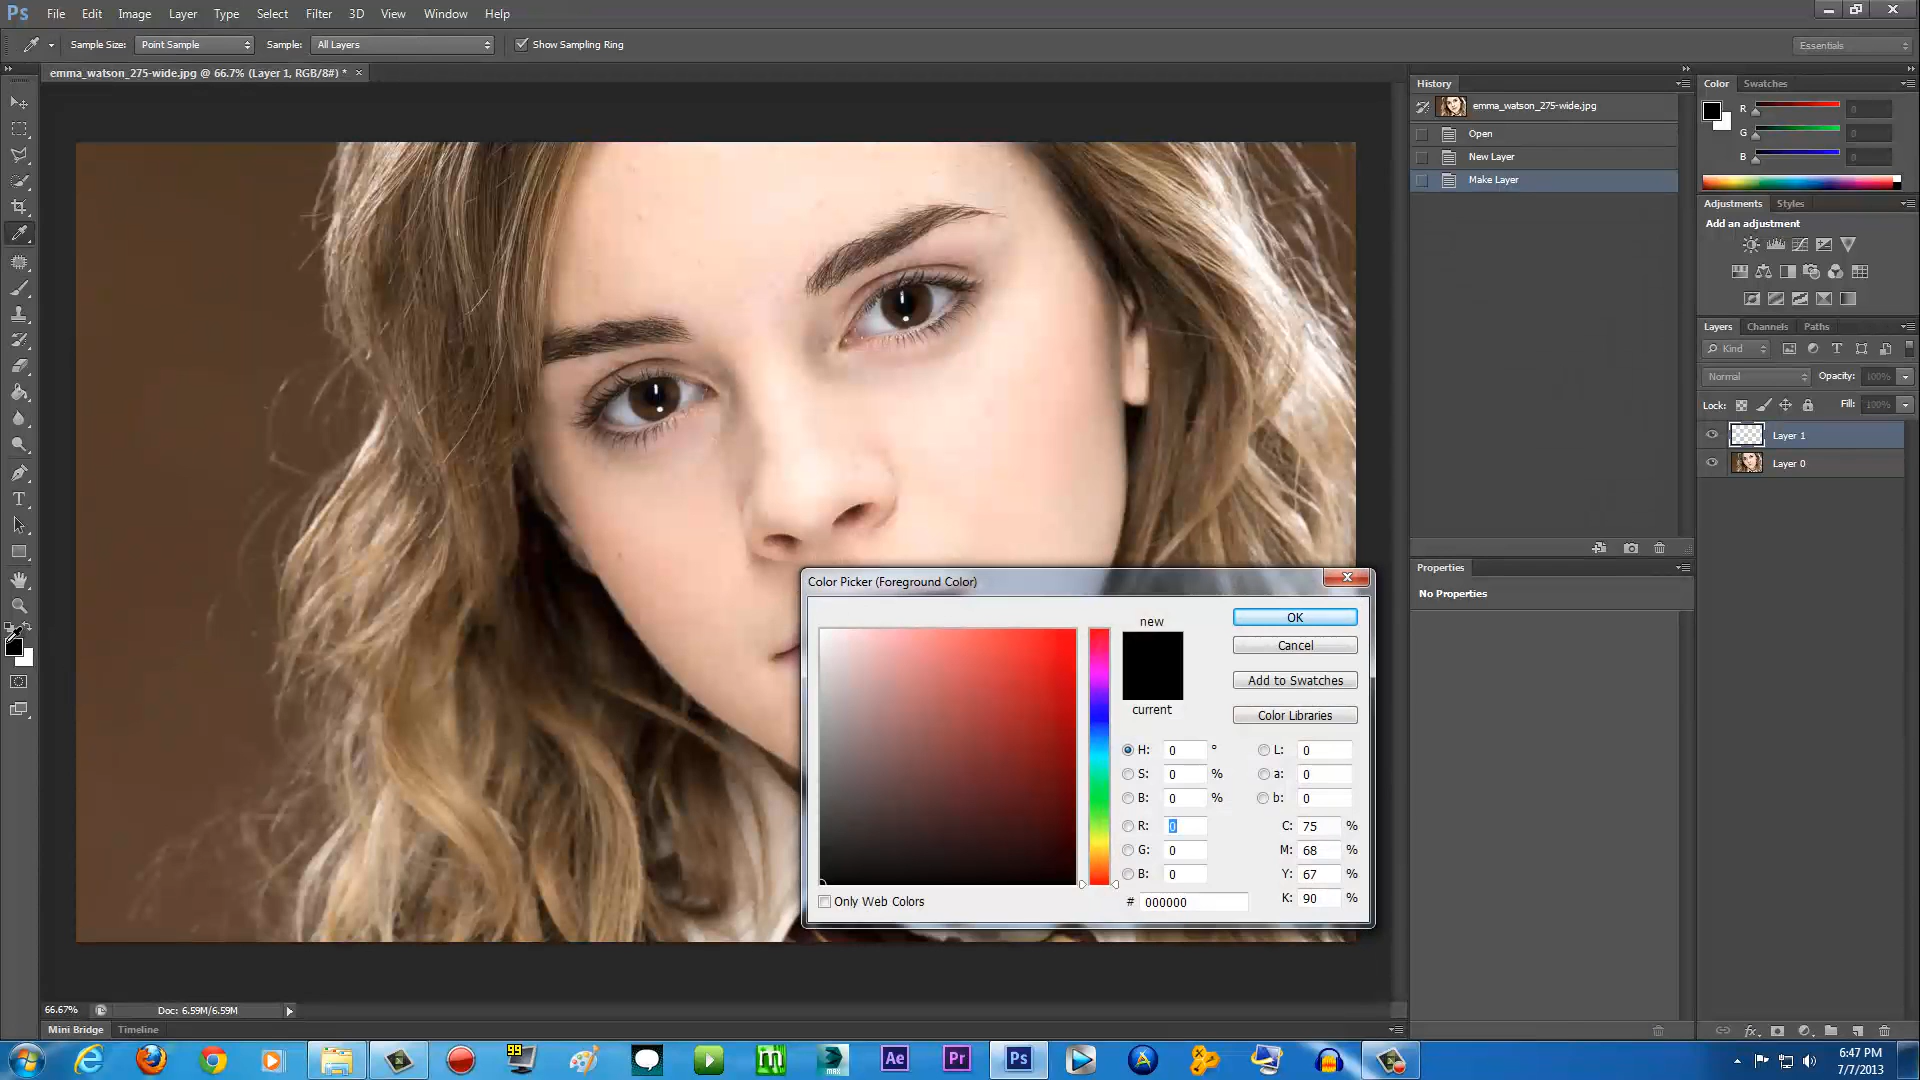 Ps File Edit Image Layer Type Select Filter 3D View Window Help
Sample Size: Point Sample Sample: All Layers Show Sampling Ring Essentials
emma_watson_275-wide.jpg @ 66.7% (Layer 1, RGB/8#) * ×
History
emma_watson_275-wide.jpg
Open
New Layer
Make Layer
Color Swatches
R 0
G 0
B 0
Adjustments Styles
Add an adjustment
Layers Channels Paths
Kind
Normal Opacity: 100%
Lock: Fill: 100%
Layer 1
Layer 0
Properties
No Properties
Color Picker (Foreground Color)
new
current
OK
Cancel
Add to Swatches
Color Libraries
H: 0 °
S: 0 %
B: 0 %
R: 0
G: 0
B: 0
# 000000
L: 0
a: 0
b: 0
C: 75 %
M: 68 %
Y: 67 %
K: 90 %
Only Web Colors
66.67% Doc: 6.59M/6.59M
Mini Bridge Timeline
99
MAX
Ae
Pr
Ps
6:47 PM
7/7/2013